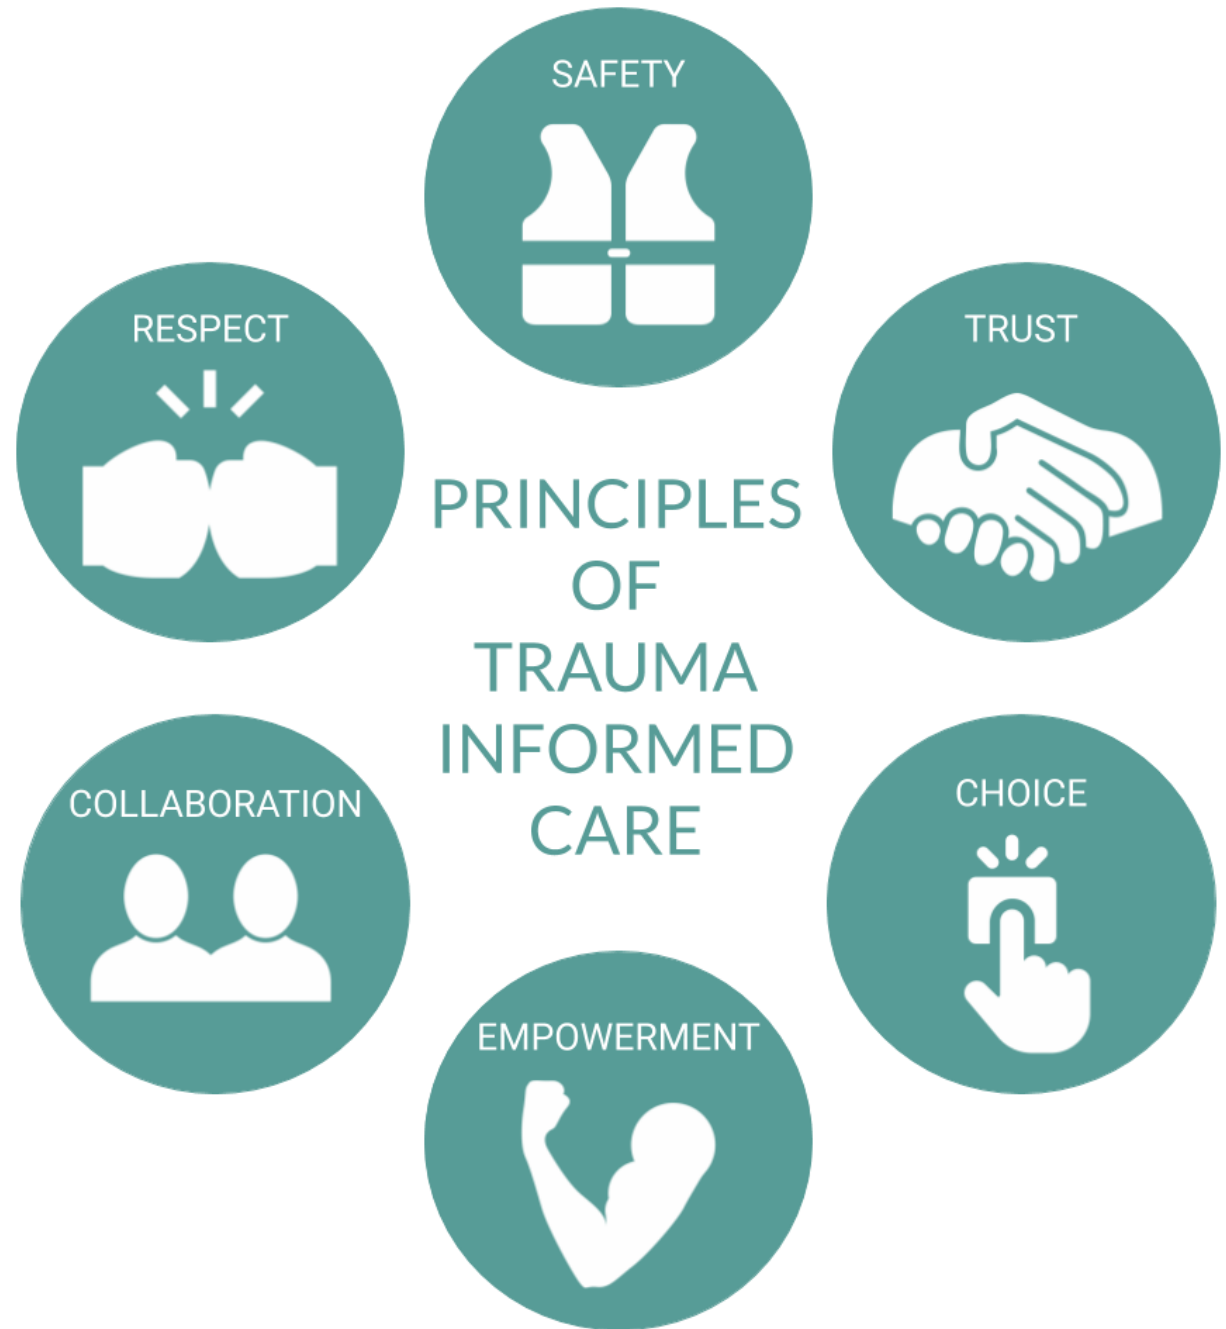 SAFETY
RESPECT
TRUST
PRINCIPLES
OF
TRAUMA
INFORMED
CARE
COLLABORATION
CHOICE
EMPOWERMENT